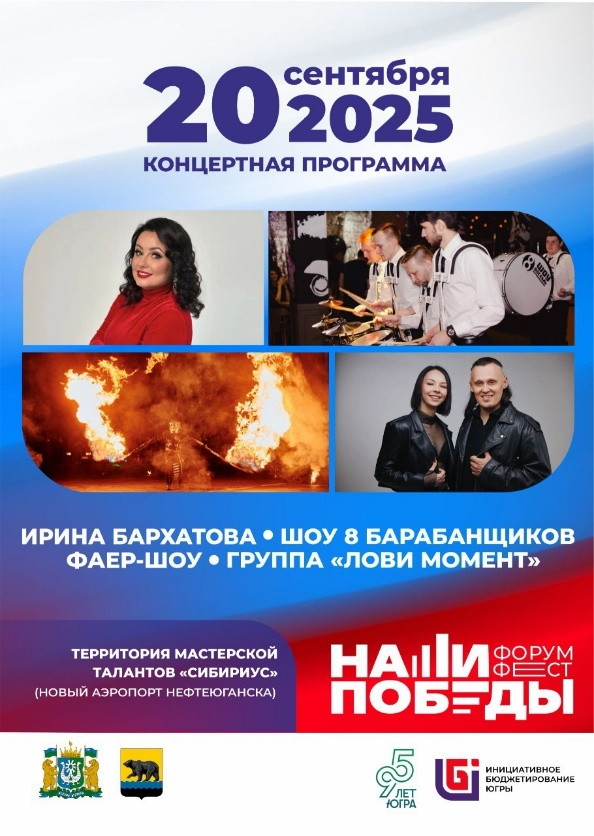 20 сентября
2025
КОНЦЕРТНАЯ ПРОГРАММА
ШОУ
ИРИНА БАРХАТОВА • ШОУ 8 БАРАБАНЩИКОВ
ФАЕР-ШОУ • ГРУППА «ЛОВИ МОМЕНТ»
ТЕРРИТОРИЯ МАСТЕРСКОЙ
ТАЛАНТОВ «СИБИРИУС»
(НОВЫЙ АЭРОПОРТ НЕФТЕЮГАНСКА)
НАШИ ФОРУМ
ФЕСТ
ПОБЕДЫ
95 ЛЕТ
ЮГРА
ИНИЦИАТИВНОЕ
БЮДЖЕТИРОВАНИЕ
ЮГРЫ